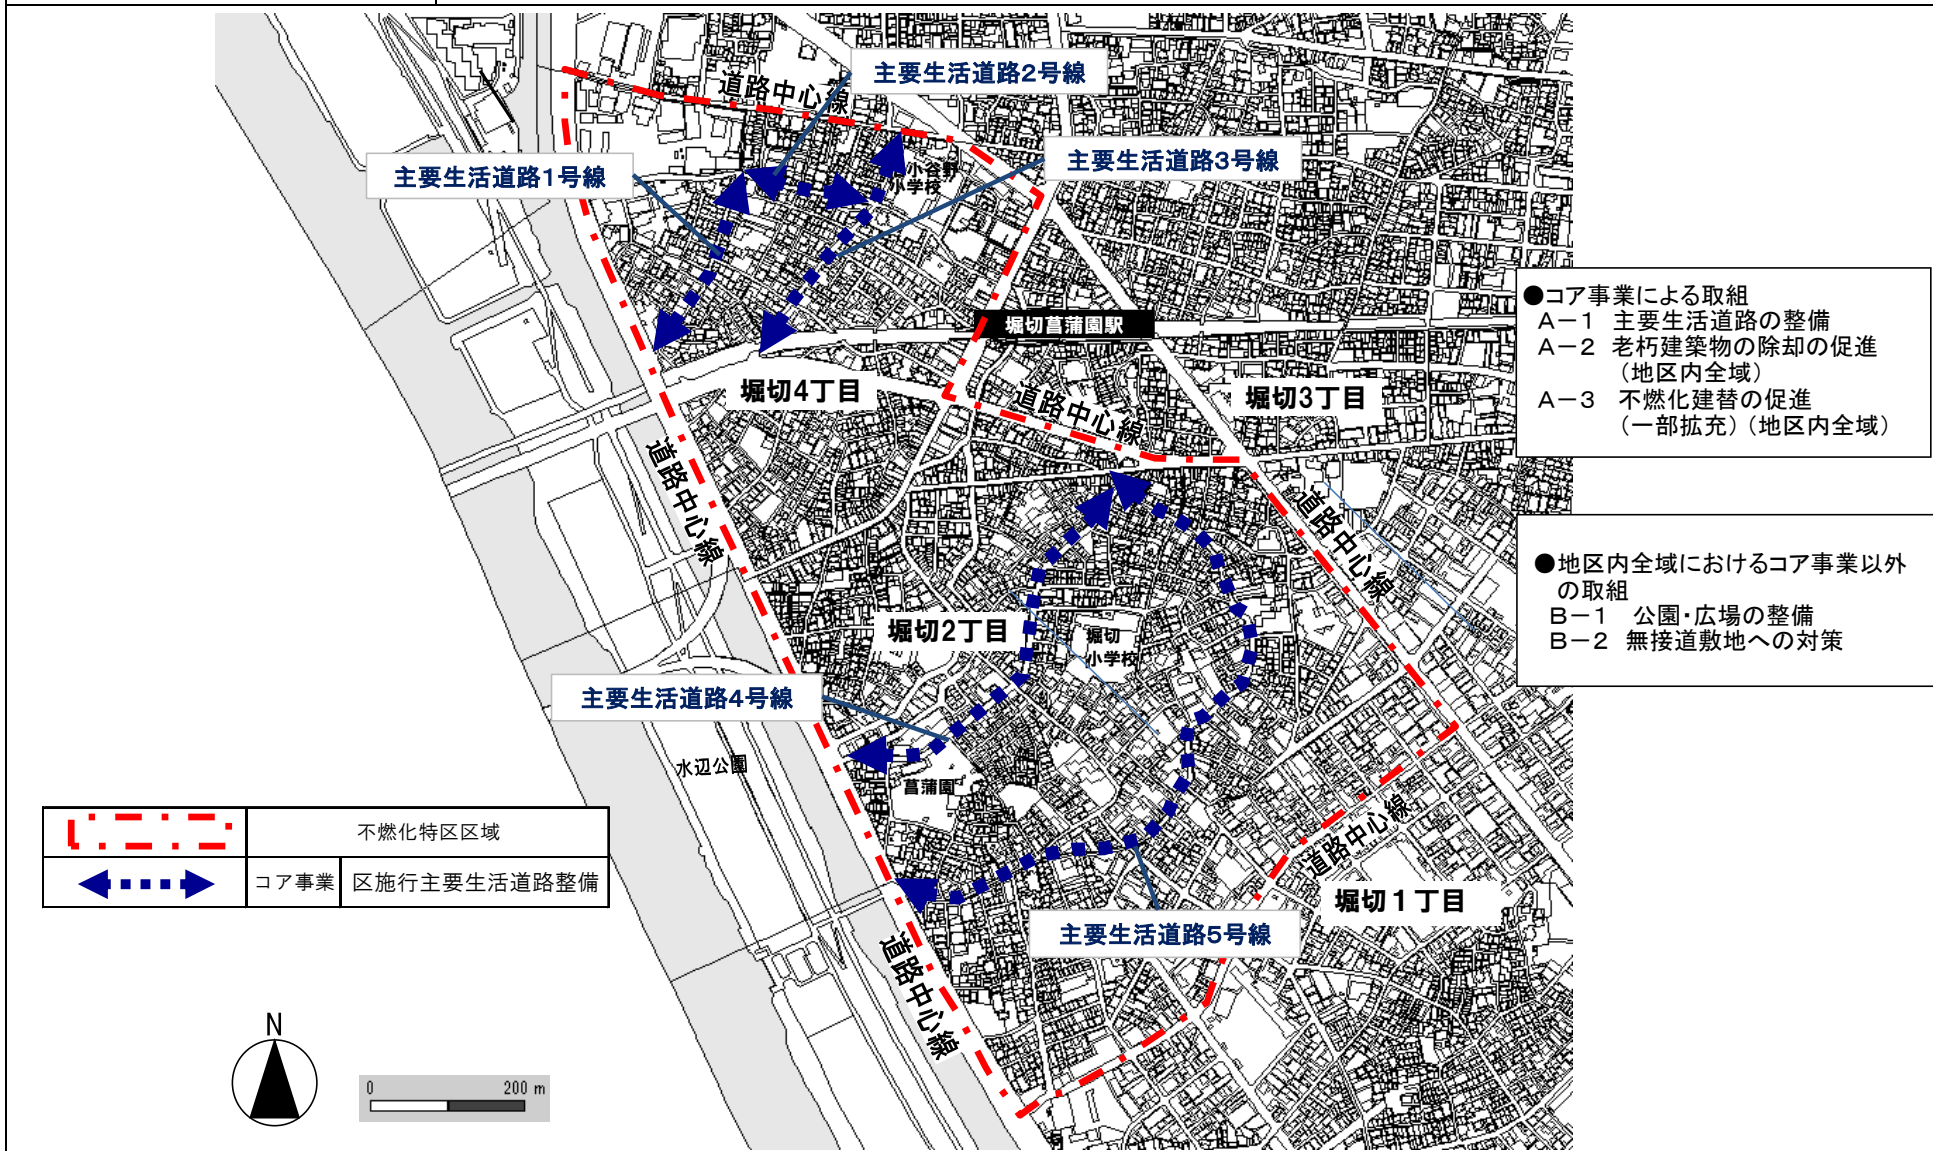 主要生活道路2号線
道路中心線
主要生活道路3号線
主要生活道路1号線
小谷野
小学校
●コア事業による取組
A－1 主要生活道路の整備
A－2 老朽建築物の除却の促進
（地区内全域）
A－3 不燃化建替の促進
（一部拡充）（地区内全域）
堀切菖蒲園駅
堀切4丁目
道路中心線
堀切3丁目
道路中心線
道路中心線
●地区内全域におけるコア事業以外
の取組
B－1 公園・広場の整備
B－2 無接道敷地への対策
堀切2丁目
堀切
小学校
主要生活道路4号線
水辺公園
菖蒲園
不燃化特区区域
コア事業 区施行主要生活道路整備
道路中心線
堀切1丁目
主要生活道路5号線
道路中心線
N
0 200 m